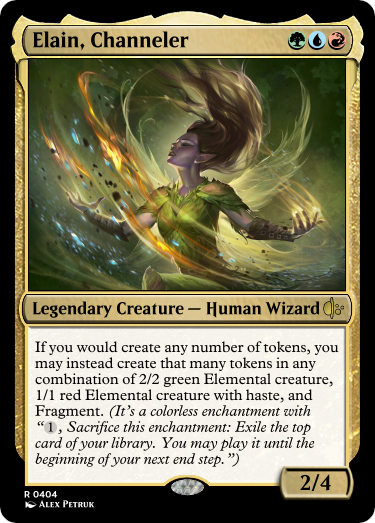 Elain, Channeler
Legendary Creature — Human Wizard
If you would create any number of tokens, you
may instead create that many tokens in any
combination of 2/2 green Elemental creature,
1/1 red Elemental creature with haste, and
Fragment. (It's a colorless enchantment with
“1, Sacrifice this enchantment: Exile the top
card of your library. You may play it until the
beginning of your next end step.”)
2/4
R 0404
Alex Petruk